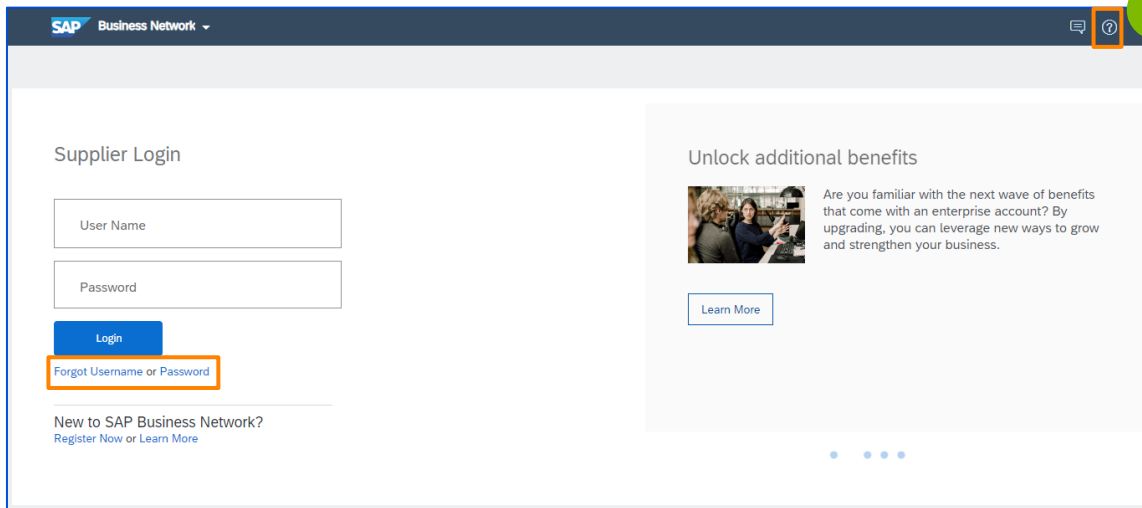 SAP Business Network
?
Supplier Login
User Name
Password
Login
Forgot Username or Password
New to SAP Business Network?
Register Now or Learn More
Unlock additional benefits
Are you familiar with the next wave of benefits
that come with an enterprise account? By
upgrading, you can leverage new ways to grow
and strengthen your business.
Learn More